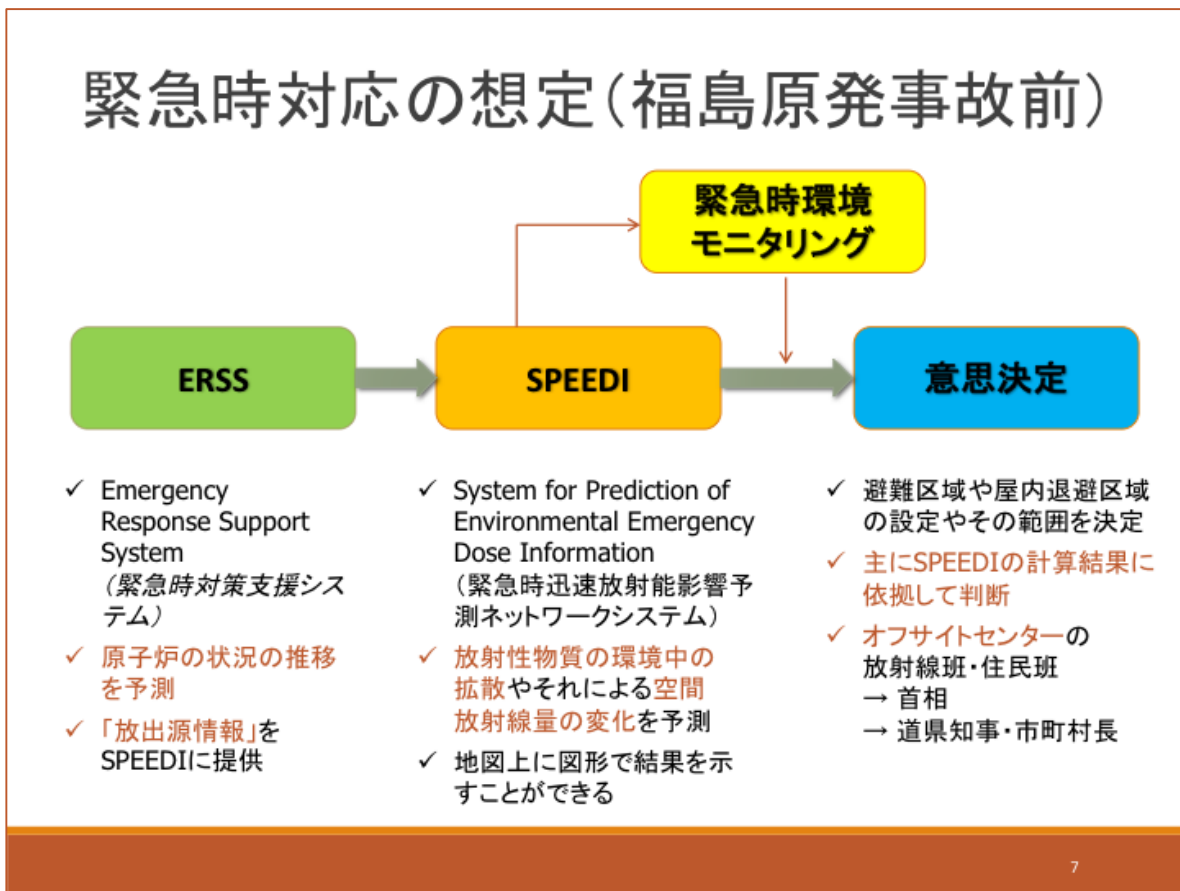 緊急時対応の想定（福島原発事故前）
緊急時環境
モニタリング
ERSS
SPEEDI
意思決定
✓ Emergency
Response Support
System
（緊急時対策支援シス
テム）
✓ 原子炉の状況の推移
を予測
✓ 「放出源情報」を
SPEEDIに提供
✓ System for Prediction of
Environmental Emergency
Dose Information
（緊急時迅速放射能影響予
測ネットワークシステム）
✓ 放射性物質の環境中の
拡散やそれによる空間
放射線量の変化を予測
✓ 地図上に図形で結果を示
すことができる
✓ 避難区域や屋内退避区域
の設定やその範囲を決定
✓ 主にSPEEDIの計算結果に
依拠して判断
✓ オフサイトセンターの
放射線班・住民班
→ 首相
→ 道県知事・市町村長
7